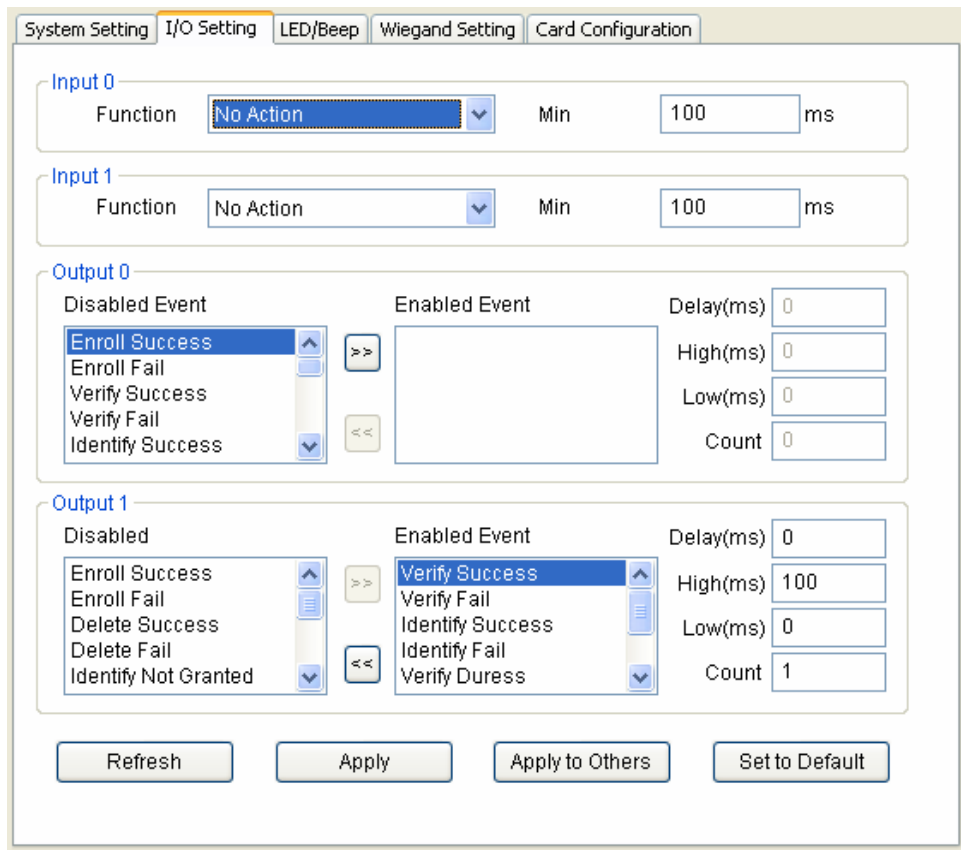 System Setting I/O Setting LED/Beep Wiegand Setting Card Configuration
Input 0
Function No Action Min 100 ms
Input 1
Function No Action Min 100 ms
Output 0
Disabled Event Enabled Event Delay(ms) 0
Enroll Success >> High(ms) 0
Enroll Fail
Verify Success Low(ms) 0
Verify Fail <<
Identify Success Count 0
Output 1
Disabled Enabled Event Delay(ms) 0
Enroll Success >> Verify Success High(ms) 100
Enroll Fail Verify Fail
Delete Success Identify Success Low(ms) 0
Delete Fail << Identify Fail
Identify Not Granted Verify Duress Count 1
Refresh Apply Apply to Others Set to Default